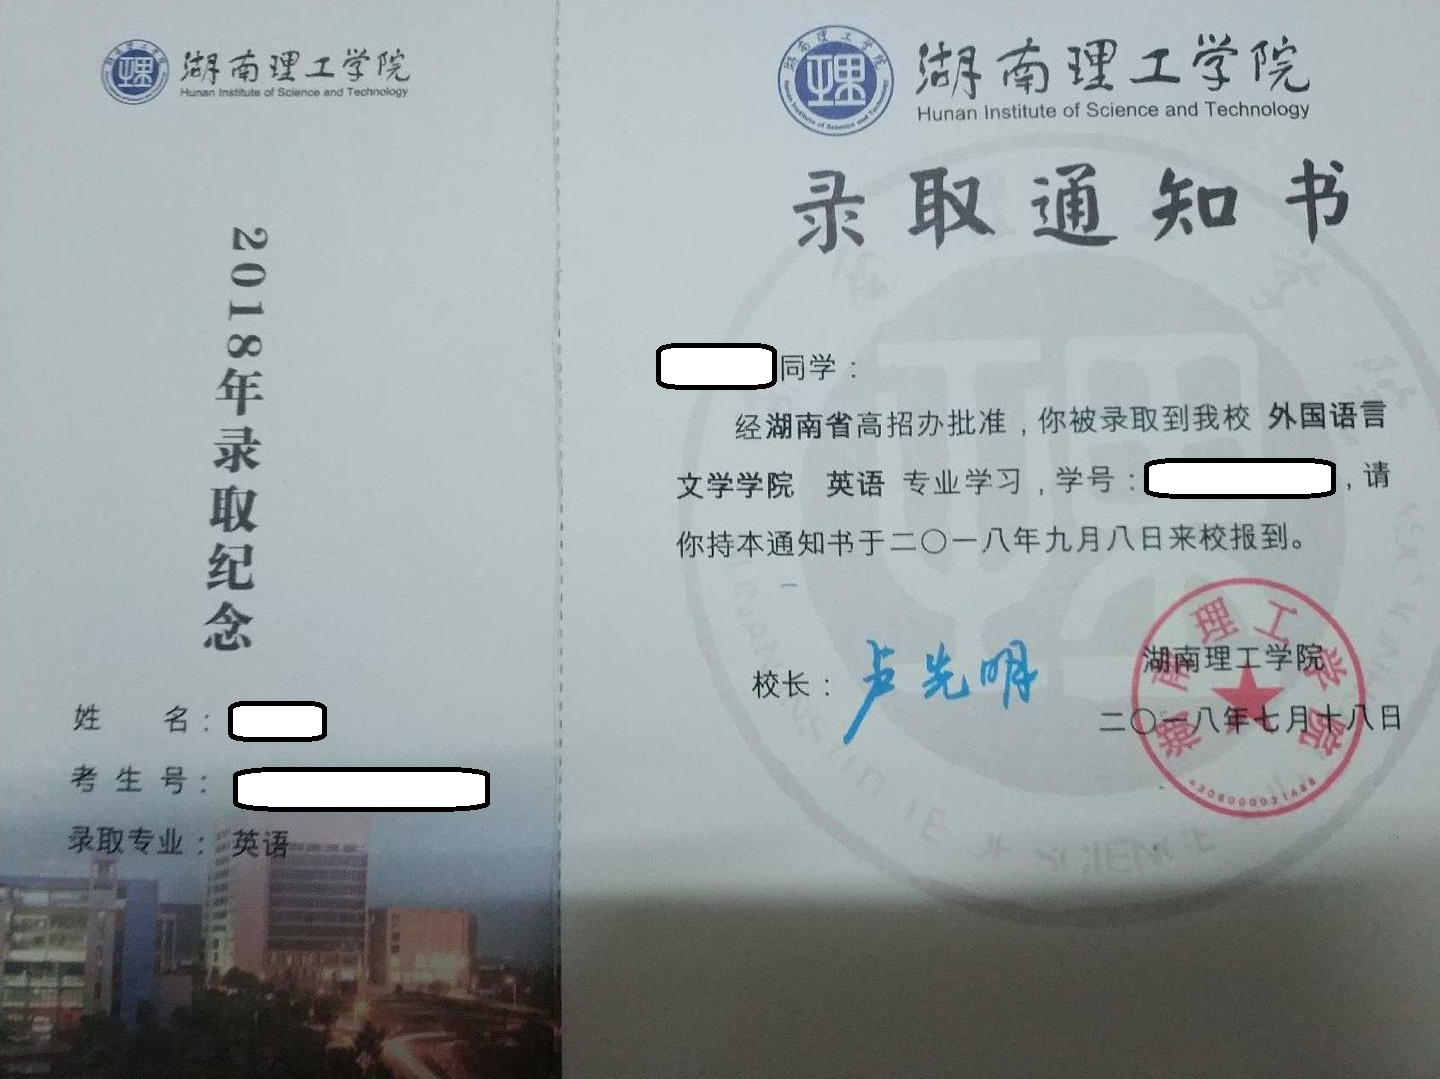 湖南理工学院
Hunan Institute of Science and Technology
2018年录取纪念
姓 名：
考 生 号：
录取专业： 英语
湖南理工学院
Hunan Institute of Science and Technology
录取通知书
同学：
经湖南省高招办批准，你被录取到我校 外国语言
文学学院 英语 专业学习，学号： ，请
你持本通知书于二〇一八年九月八日来校报到。
校长： 卢先明
湖南理工学院
二〇一八年七月十八日
湖南理工学院